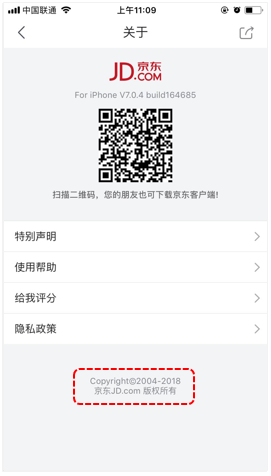 中国联通
上午11:09
关于
JD 京东
.COM
For iPhone V7.0.4 build164685
扫描二维码，您的朋友也可下载京东客户端!
特别声明
使用帮助
给我评分
隐私政策
Copyright©2004-2018
京东JD.com 版权所有